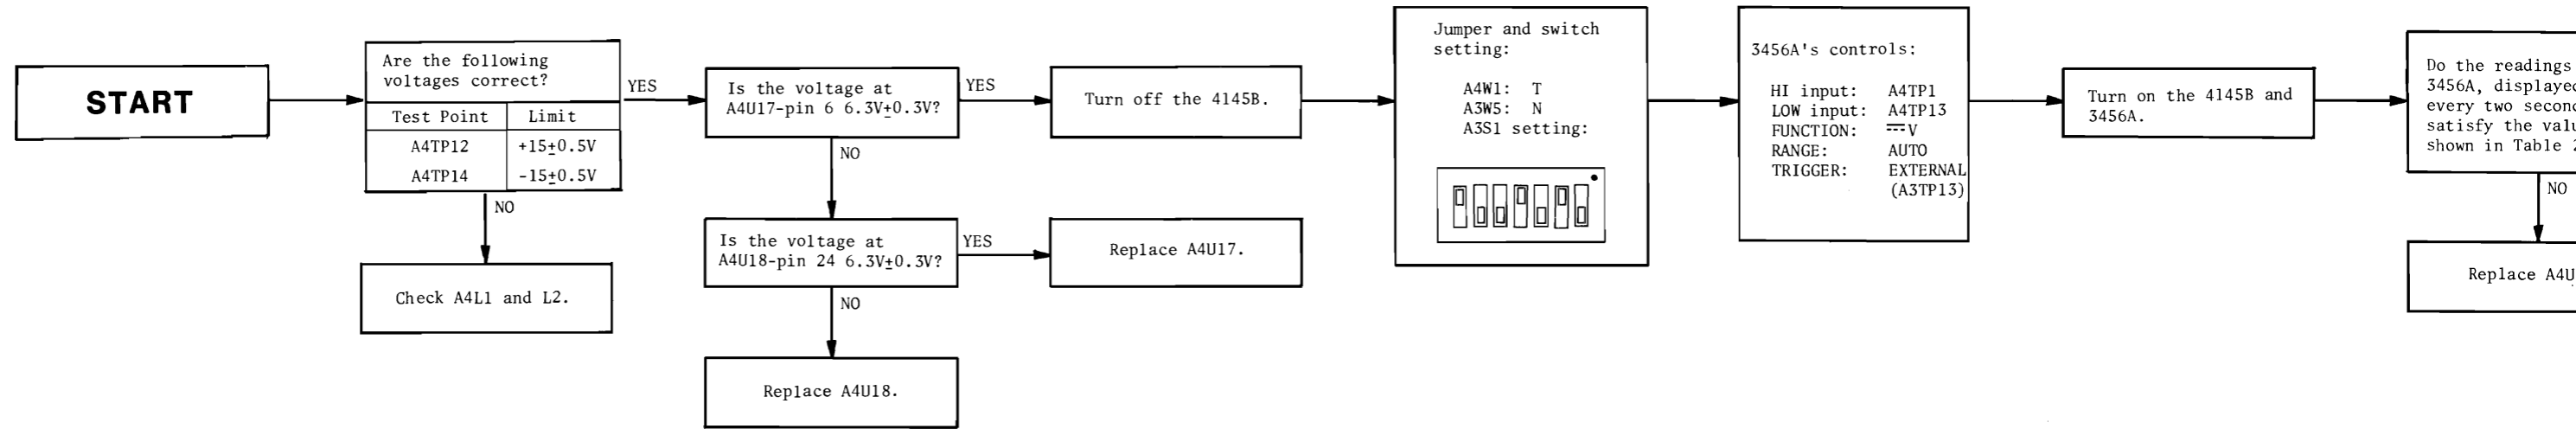 START
Are the following
voltages correct?
Test Point Limit
A4TP12 +15±0.5V
A4TP14 -15±0.5V
NO
Check A4L1 and L2.
YES
Is the voltage at
A4U17-pin 6 6.3V±0.3V?
NO
Is the voltage at
A4U18-pin 24 6.3V±0.3V?
YES
Replace A4U17.
NO
Replace A4U18.
YES
Turn off the 4145B.
Jumper and switch
setting:
A4W1: T
A3W5: N
A3S1 setting:
3456A's controls:
HI input: A4TP1
LOW input: A4TP13
FUNCTION: ⎓V
RANGE: AUTO
TRIGGER: EXTERNAL
(A3TP13)
Turn on the 4145B and
3456A.
Do the readings
3456A, displaye
every two secon
satisfy the valu
shown in Table
NO
Replace A4U